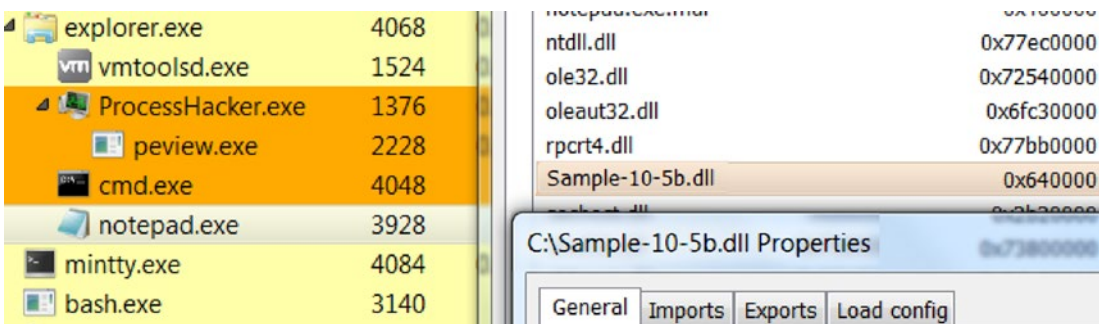 explorer.exe 4068
vmtoolsd.exe 1524
ProcessHacker.exe 1376
peview.exe 2228
cmd.exe 4048
notepad.exe 3928
mintty.exe 4084
bash.exe 3140
ntdll.dll 0x77ec0000
ole32.dll 0x72540000
oleaut32.dll 0x6fc30000
rpcrt4.dll 0x77bb0000
Sample-10-5b.dll 0x640000
C:\Sample-10-5b.dll Properties
General Imports Exports Load config